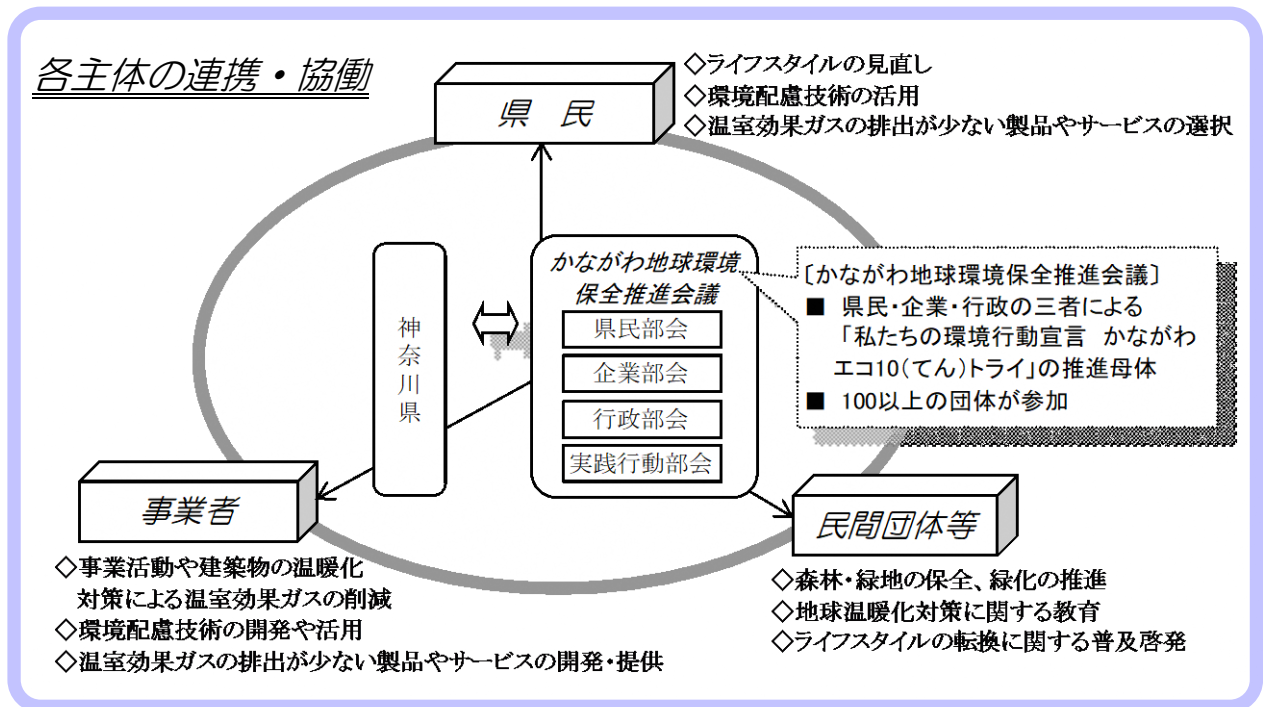 各主体の連携・協働
県　民
◇ライフスタイルの見直し
◇環境配慮技術の活用
◇温室効果ガスの排出が少ない製品やサービスの選択
神奈川県
かながわ地球環境
保全推進会議
県民部会
企業部会
行政部会
実践行動部会
〔かながわ地球環境保全推進会議〕
■　県民・企業・行政の三者による
「私たちの環境行動宣言　かながわ
エコ10(てん)トライ」の推進母体
■　100以上の団体が参加
事業者
◇事業活動や建築物の温暖化
対策による温室効果ガスの削減
◇環境配慮技術の開発や活用
◇温室効果ガスの排出が少ない製品やサービスの開発・提供
民間団体等
◇森林・緑地の保全、緑化の推進
◇地球温暖化対策に関する教育
◇ライフスタイルの転換に関する普及啓発